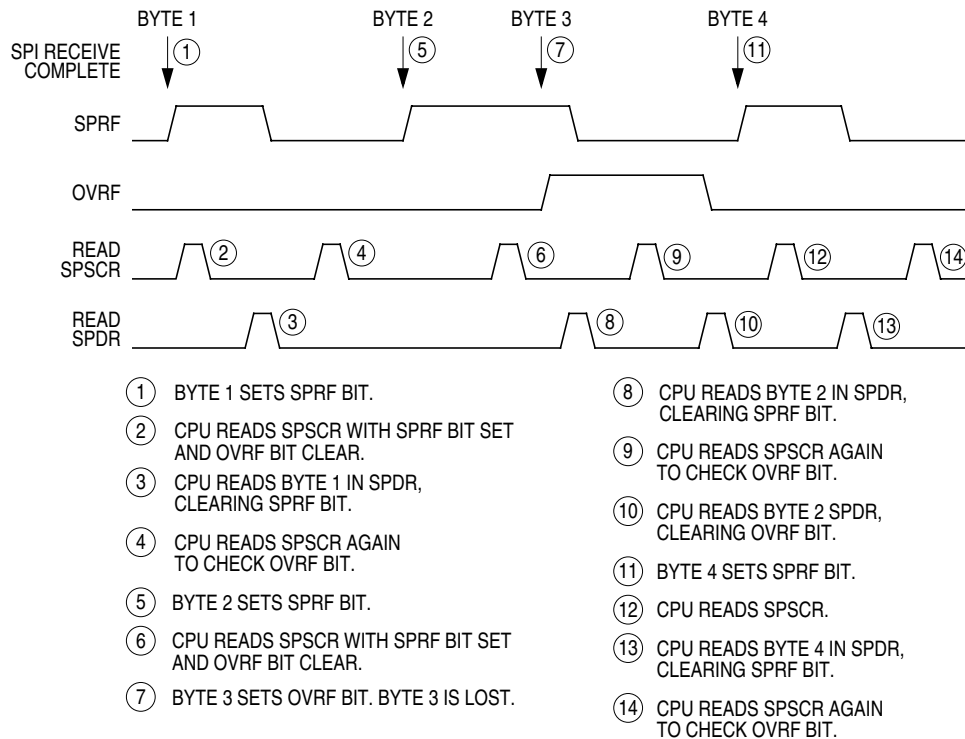 BYTE 1 BYTE 2 BYTE 3 BYTE 4
SPI RECEIVE
COMPLETE
1 5 7 11
SPRF
OVRF
READ
SPSCR
2 4 6 9 12 14
READ
SPDR
3 8 10 13
1 BYTE 1 SETS SPRF BIT.
2 CPU READS SPSCR WITH SPRF BIT SET
AND OVRF BIT CLEAR.
3 CPU READS BYTE 1 IN SPDR,
CLEARING SPRF BIT.
4 CPU READS SPSCR AGAIN
TO CHECK OVRF BIT.
5 BYTE 2 SETS SPRF BIT.
6 CPU READS SPSCR WITH SPRF BIT SET
AND OVRF BIT CLEAR.
7 BYTE 3 SETS OVRF BIT. BYTE 3 IS LOST.
8 CPU READS BYTE 2 IN SPDR,
CLEARING SPRF BIT.
9 CPU READS SPSCR AGAIN
TO CHECK OVRF BIT.
10 CPU READS BYTE 2 SPDR,
CLEARING OVRF BIT.
11 BYTE 4 SETS SPRF BIT.
12 CPU READS SPSCR.
13 CPU READS BYTE 4 IN SPDR,
CLEARING SPRF BIT.
14 CPU READS SPSCR AGAIN
TO CHECK OVRF BIT.